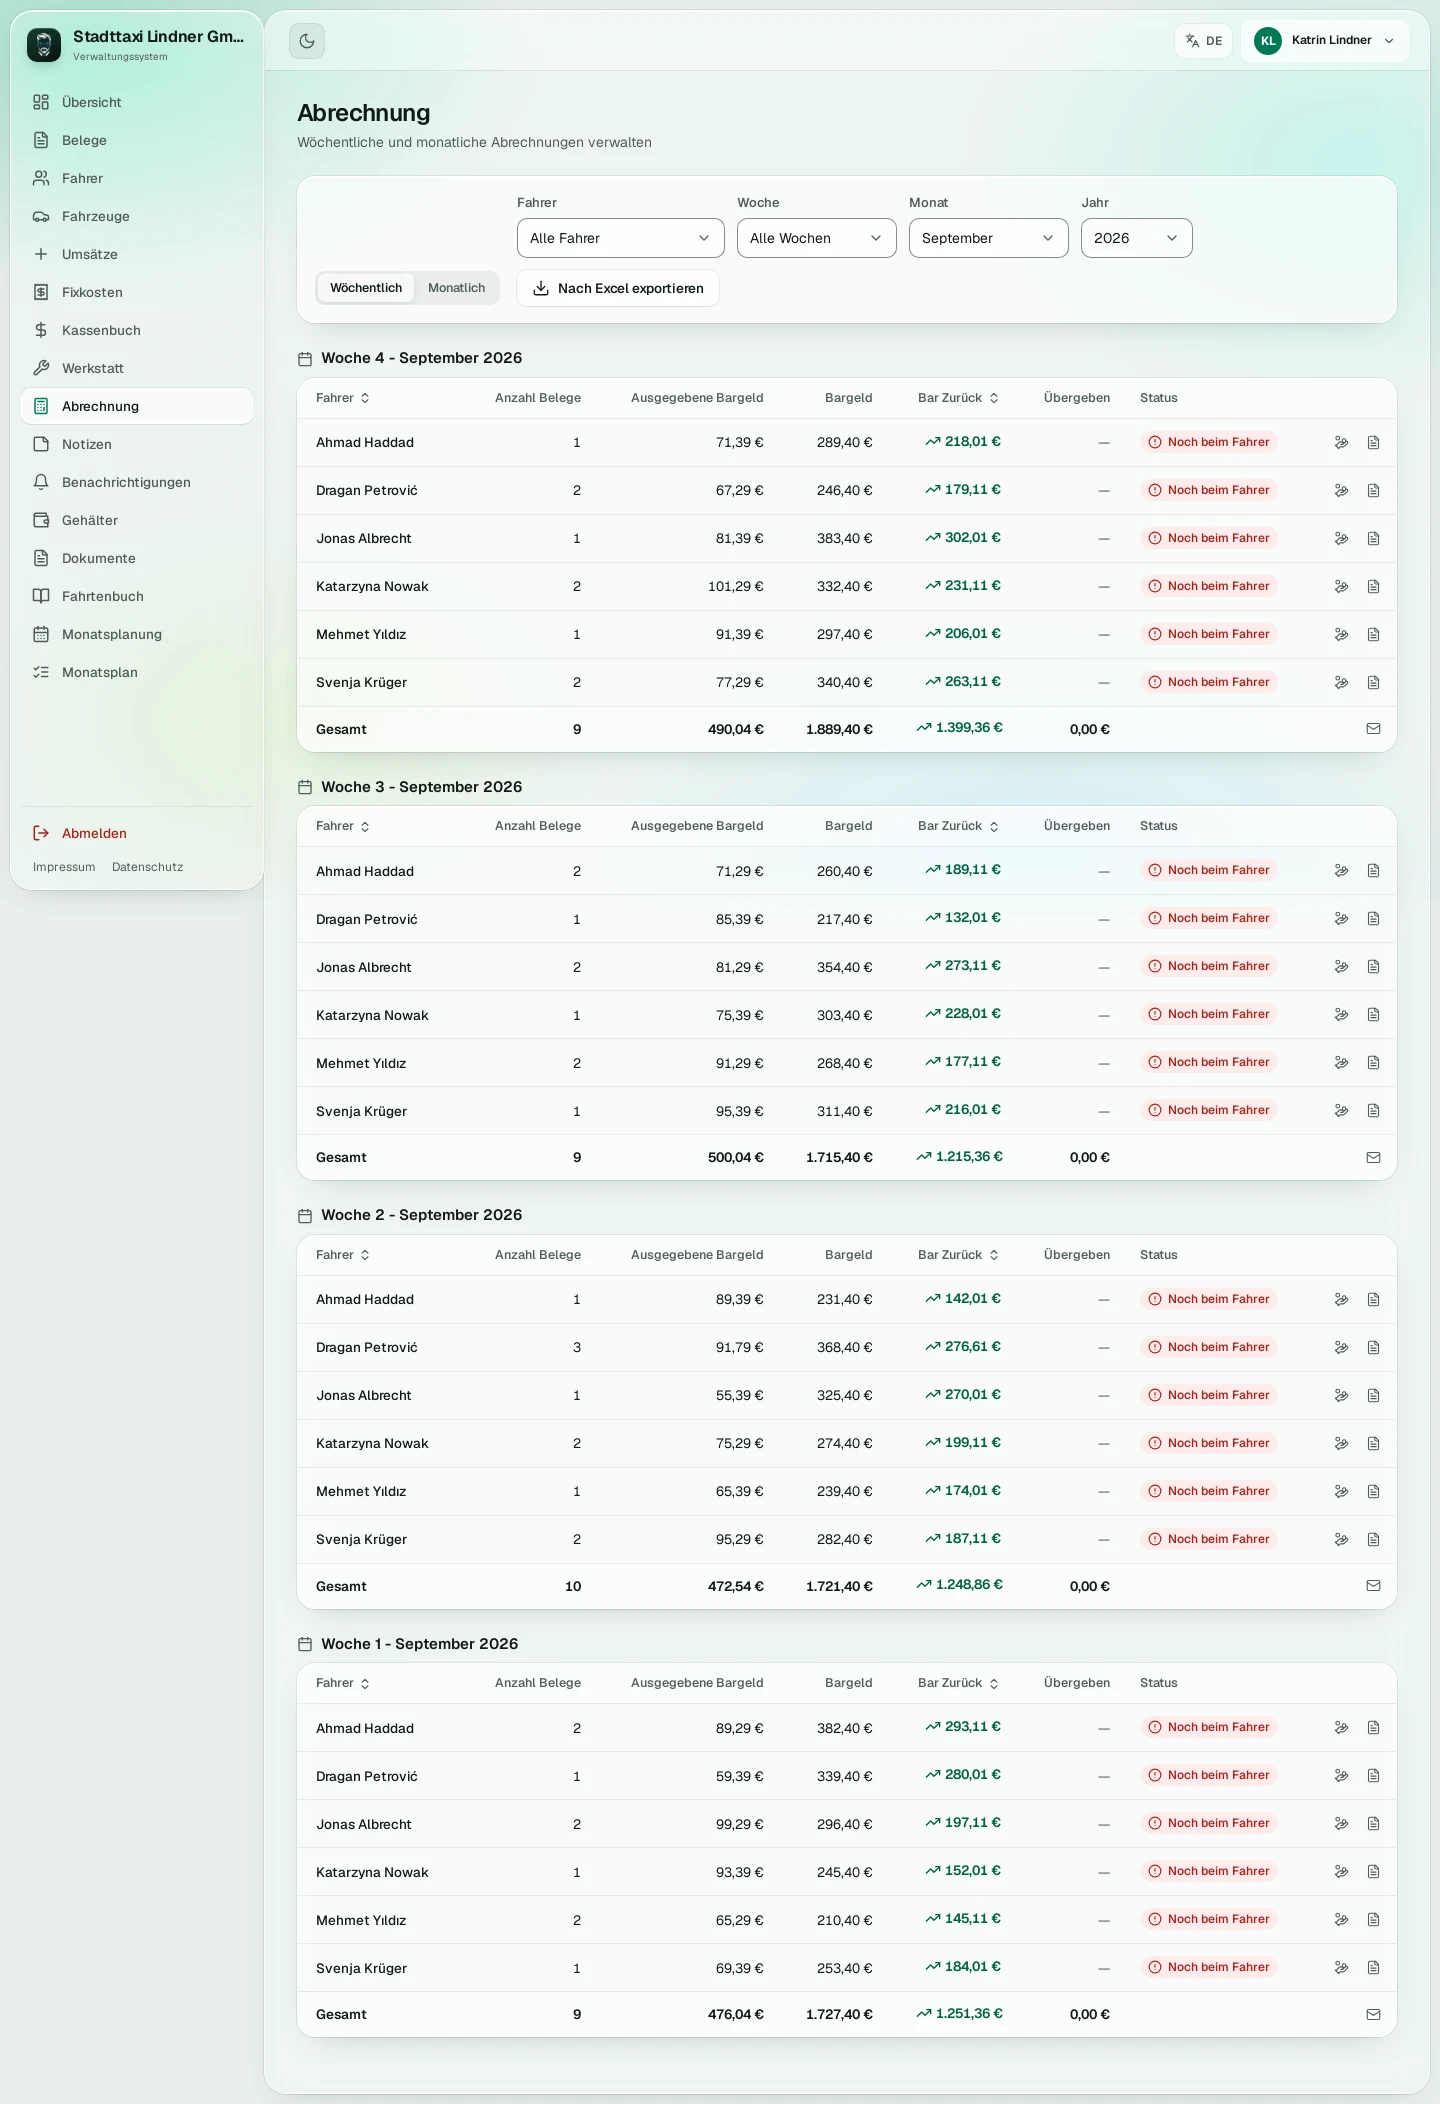 Stadttaxi Lindner Gm...
Verwaltungssystem
Übersicht
Belege
Fahrer
Fahrzeuge
Umsätze
Fixkosten
Kassenbuch
Werkstatt
Abrechnung
Notizen
Benachrichtigungen
Gehälter
Dokumente
Fahrtenbuch
Monatsplanung
Monatsplan
Abmelden
Impressum Datenschutz
DE KL Katrin Lindner
Abrechnung
Wöchentliche und monatliche Abrechnungen verwalten
Fahrer Woche Monat Jahr
Alle Fahrer Alle Wochen September 2026
Wöchentlich Monatlich Nach Excel exportieren
Woche 4 - September 2026
Fahrer Anzahl Belege Ausgegebene Bargeld Bargeld Bar Zurück Übergeben Status
Ahmad Haddad 1 71,39 € 289,40 € 218,01 € — Noch beim Fahrer
Dragan Petrović 2 67,29 € 246,40 € 179,11 € — Noch beim Fahrer
Jonas Albrecht 1 81,39 € 383,40 € 302,01 € — Noch beim Fahrer
Katarzyna Nowak 2 101,29 € 332,40 € 231,11 € — Noch beim Fahrer
Mehmet Yıldız 1 91,39 € 297,40 € 206,01 € — Noch beim Fahrer
Svenja Krüger 2 77,29 € 340,40 € 263,11 € — Noch beim Fahrer
Gesamt 9 490,04 € 1.889,40 € 1.399,36 € 0,00 €
Woche 3 - September 2026
Fahrer Anzahl Belege Ausgegebene Bargeld Bargeld Bar Zurück Übergeben Status
Ahmad Haddad 2 71,29 € 260,40 € 189,11 € — Noch beim Fahrer
Dragan Petrović 1 85,39 € 217,40 € 132,01 € — Noch beim Fahrer
Jonas Albrecht 2 81,29 € 354,40 € 273,11 € — Noch beim Fahrer
Katarzyna Nowak 1 75,39 € 303,40 € 228,01 € — Noch beim Fahrer
Mehmet Yıldız 2 91,29 € 268,40 € 177,11 € — Noch beim Fahrer
Svenja Krüger 1 95,39 € 311,40 € 216,01 € — Noch beim Fahrer
Gesamt 9 500,04 € 1.715,40 € 1.215,36 € 0,00 €
Woche 2 - September 2026
Fahrer Anzahl Belege Ausgegebene Bargeld Bargeld Bar Zurück Übergeben Status
Ahmad Haddad 1 89,39 € 231,40 € 142,01 € — Noch beim Fahrer
Dragan Petrović 3 91,79 € 368,40 € 276,61 € — Noch beim Fahrer
Jonas Albrecht 1 55,39 € 325,40 € 270,01 € — Noch beim Fahrer
Katarzyna Nowak 2 75,29 € 274,40 € 199,11 € — Noch beim Fahrer
Mehmet Yıldız 1 65,39 € 239,40 € 174,01 € — Noch beim Fahrer
Svenja Krüger 2 95,29 € 282,40 € 187,11 € — Noch beim Fahrer
Gesamt 10 472,54 € 1.721,40 € 1.248,86 € 0,00 €
Woche 1 - September 2026
Fahrer Anzahl Belege Ausgegebene Bargeld Bargeld Bar Zurück Übergeben Status
Ahmad Haddad 2 89,29 € 382,40 € 293,11 € — Noch beim Fahrer
Dragan Petrović 1 59,39 € 339,40 € 280,01 € — Noch beim Fahrer
Jonas Albrecht 2 99,29 € 296,40 € 197,11 € — Noch beim Fahrer
Katarzyna Nowak 1 93,39 € 245,40 € 152,01 € — Noch beim Fahrer
Mehmet Yıldız 2 65,29 € 210,40 € 145,11 € — Noch beim Fahrer
Svenja Krüger 1 69,39 € 253,40 € 184,01 € — Noch beim Fahrer
Gesamt 9 476,04 € 1.727,40 € 1.251,36 € 0,00 €